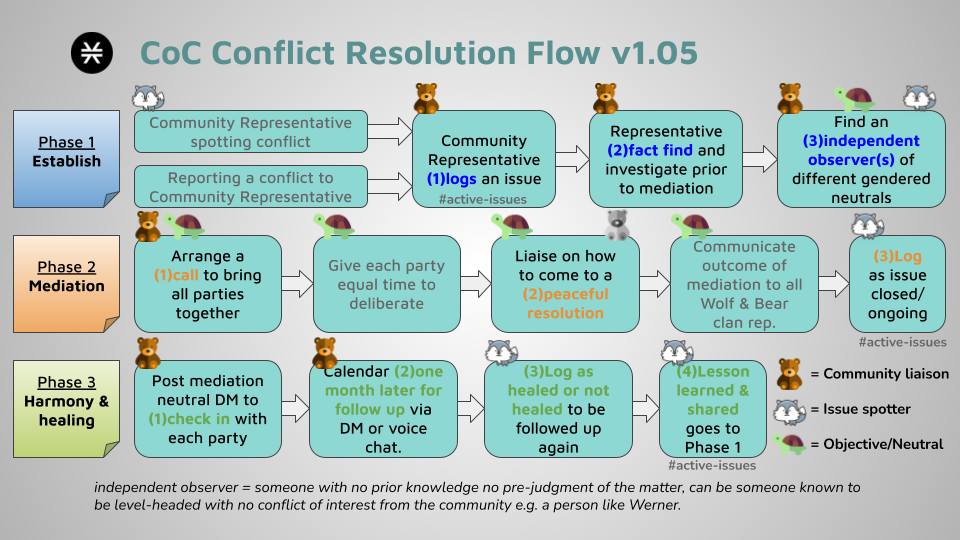 CoC Conflict Resolution Flow v1.05
Phase 1
Establish
Community Representative
spotting conflict
Reporting a conflict to
Community Representative
Community
Representative
(1)logs an issue
#active-issues
Representative
(2)fact find and
investigate prior
to mediation
Find an
(3)independent
observer(s) of
different gendered
neutrals
Phase 2
Mediation
Arrange a
(1)call to bring
all parties
together
Give each party
equal time to
deliberate
Liaise on how
to come to a
(2)peaceful
resolution
Communicate
outcome of
mediation to all
Wolf & Bear
clan rep.
(3)Log
as issue
closed/
ongoing
#active-issues
Phase 3
Harmony &
healing
Post mediation
neutral DM to
(1)check in with
each party
Calendar (2)one
month later for
follow up via
DM or voice
chat.
(3)Log as
healed or not
healed to be
followed up
again
(4)Lesson
learned &
shared
goes to
Phase 1
#active-issues
= Community liaison
= Issue spotter
= Objective/Neutral
independent observer = someone with no prior knowledge no pre-judgment of the matter, can be someone known to
be level-headed with no conflict of interest from the community e.g. a person like Werner.